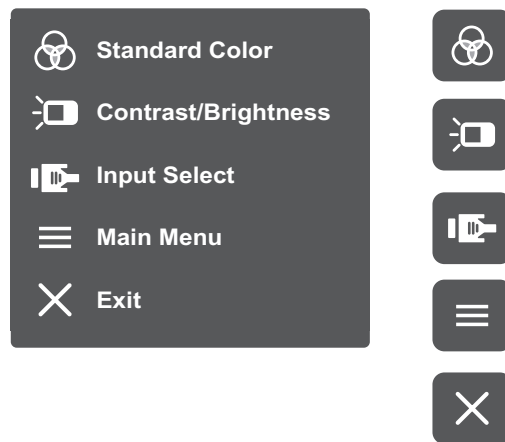 Standard Color
Contrast/Brightness
Input Select
Main Menu
Exit